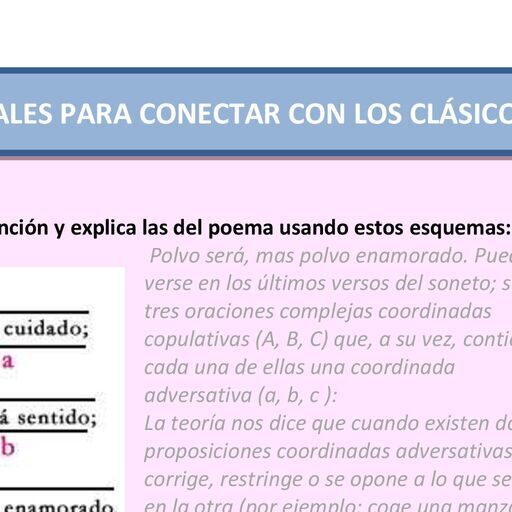 ALES PARA CONECTAR CON LOS CLÁSICO
nción y explica las del poema usando estos esquemas:
Polvo será, mas polvo enamorado. Pued
verse en los últimos versos del soneto; s
tres oraciones complejas coordinadas
copulativas (A, B, C) que, a su vez, conti
cada una de ellas una coordinada
adversativa (a, b, c ):
La teoría nos dice que cuando existen do
proposiciones coordinadas adversativas
corrige, restringe o se opone a lo que se
en la otra (por ejemplo: coge una manza
cuidado;
a
á sentido;
b
enamorado.